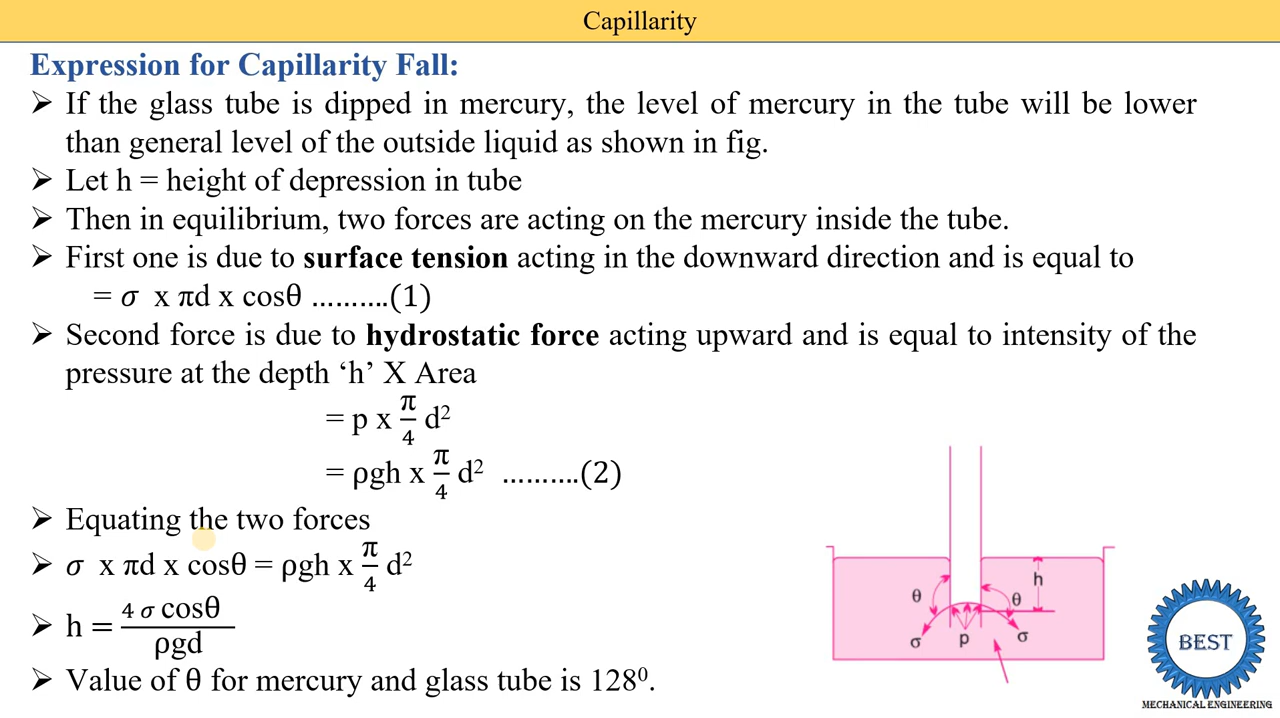 Capillarity
Expression for Capillarity Fall:
➢ If the glass tube is dipped in mercury, the level of mercury in the tube will be lower
than general level of the outside liquid as shown in fig.
➢ Let h = height of depression in tube
➢ Then in equilibrium, two forces are acting on the mercury inside the tube.
➢ First one is due to surface tension acting in the downward direction and is equal to
= σ x πd x cosθ ……….(1)
➢ Second force is due to hydrostatic force acting upward and is equal to intensity of the
pressure at the depth ‘h’ X Area
= p x π/4 d²
= ρgh x π/4 d² ……….(2)
➢ Equating the two forces
➢ σ x πd x cosθ = ρgh x π/4 d²
➢ h = 4 σ cosθ / ρgd
➢ Value of θ for mercury and glass tube is 128⁰.
h
θ θ
σ p σ
BEST
MECHANICAL ENGINEERING